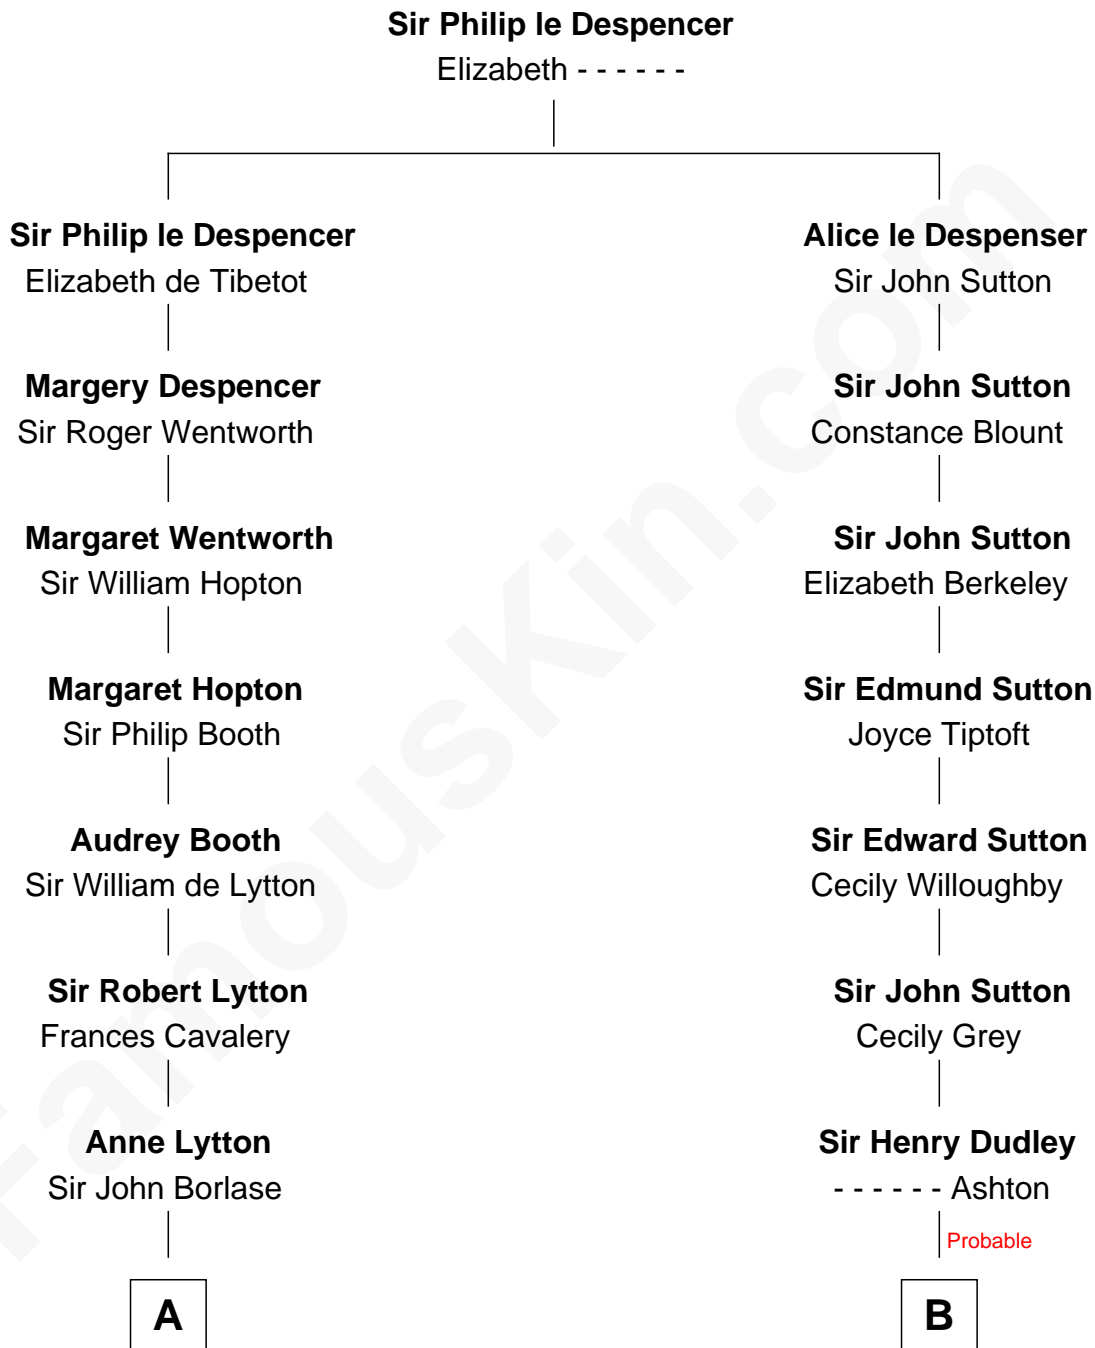 Sir Philip le Despencer
Elizabeth - - - - - -
Sir Philip le Despencer
Elizabeth de Tibetot
Alice le Despenser
Sir John Sutton
Margery Despencer
Sir Roger Wentworth
Sir John Sutton
Constance Blount
Margaret Wentworth
Sir William Hopton
Sir John Sutton
Elizabeth Berkeley
Margaret Hopton
Sir Philip Booth
Sir Edmund Sutton
Joyce Tiptoft
Audrey Booth
Sir William de Lytton
Sir Edward Sutton
Cecily Willoughby
Sir Robert Lytton
Frances Cavalery
Sir John Sutton
Cecily Grey
Anne Lytton
Sir John Borlase
Sir Henry Dudley
- - - - - - Ashton
Probable
A
B
FamousKin.com